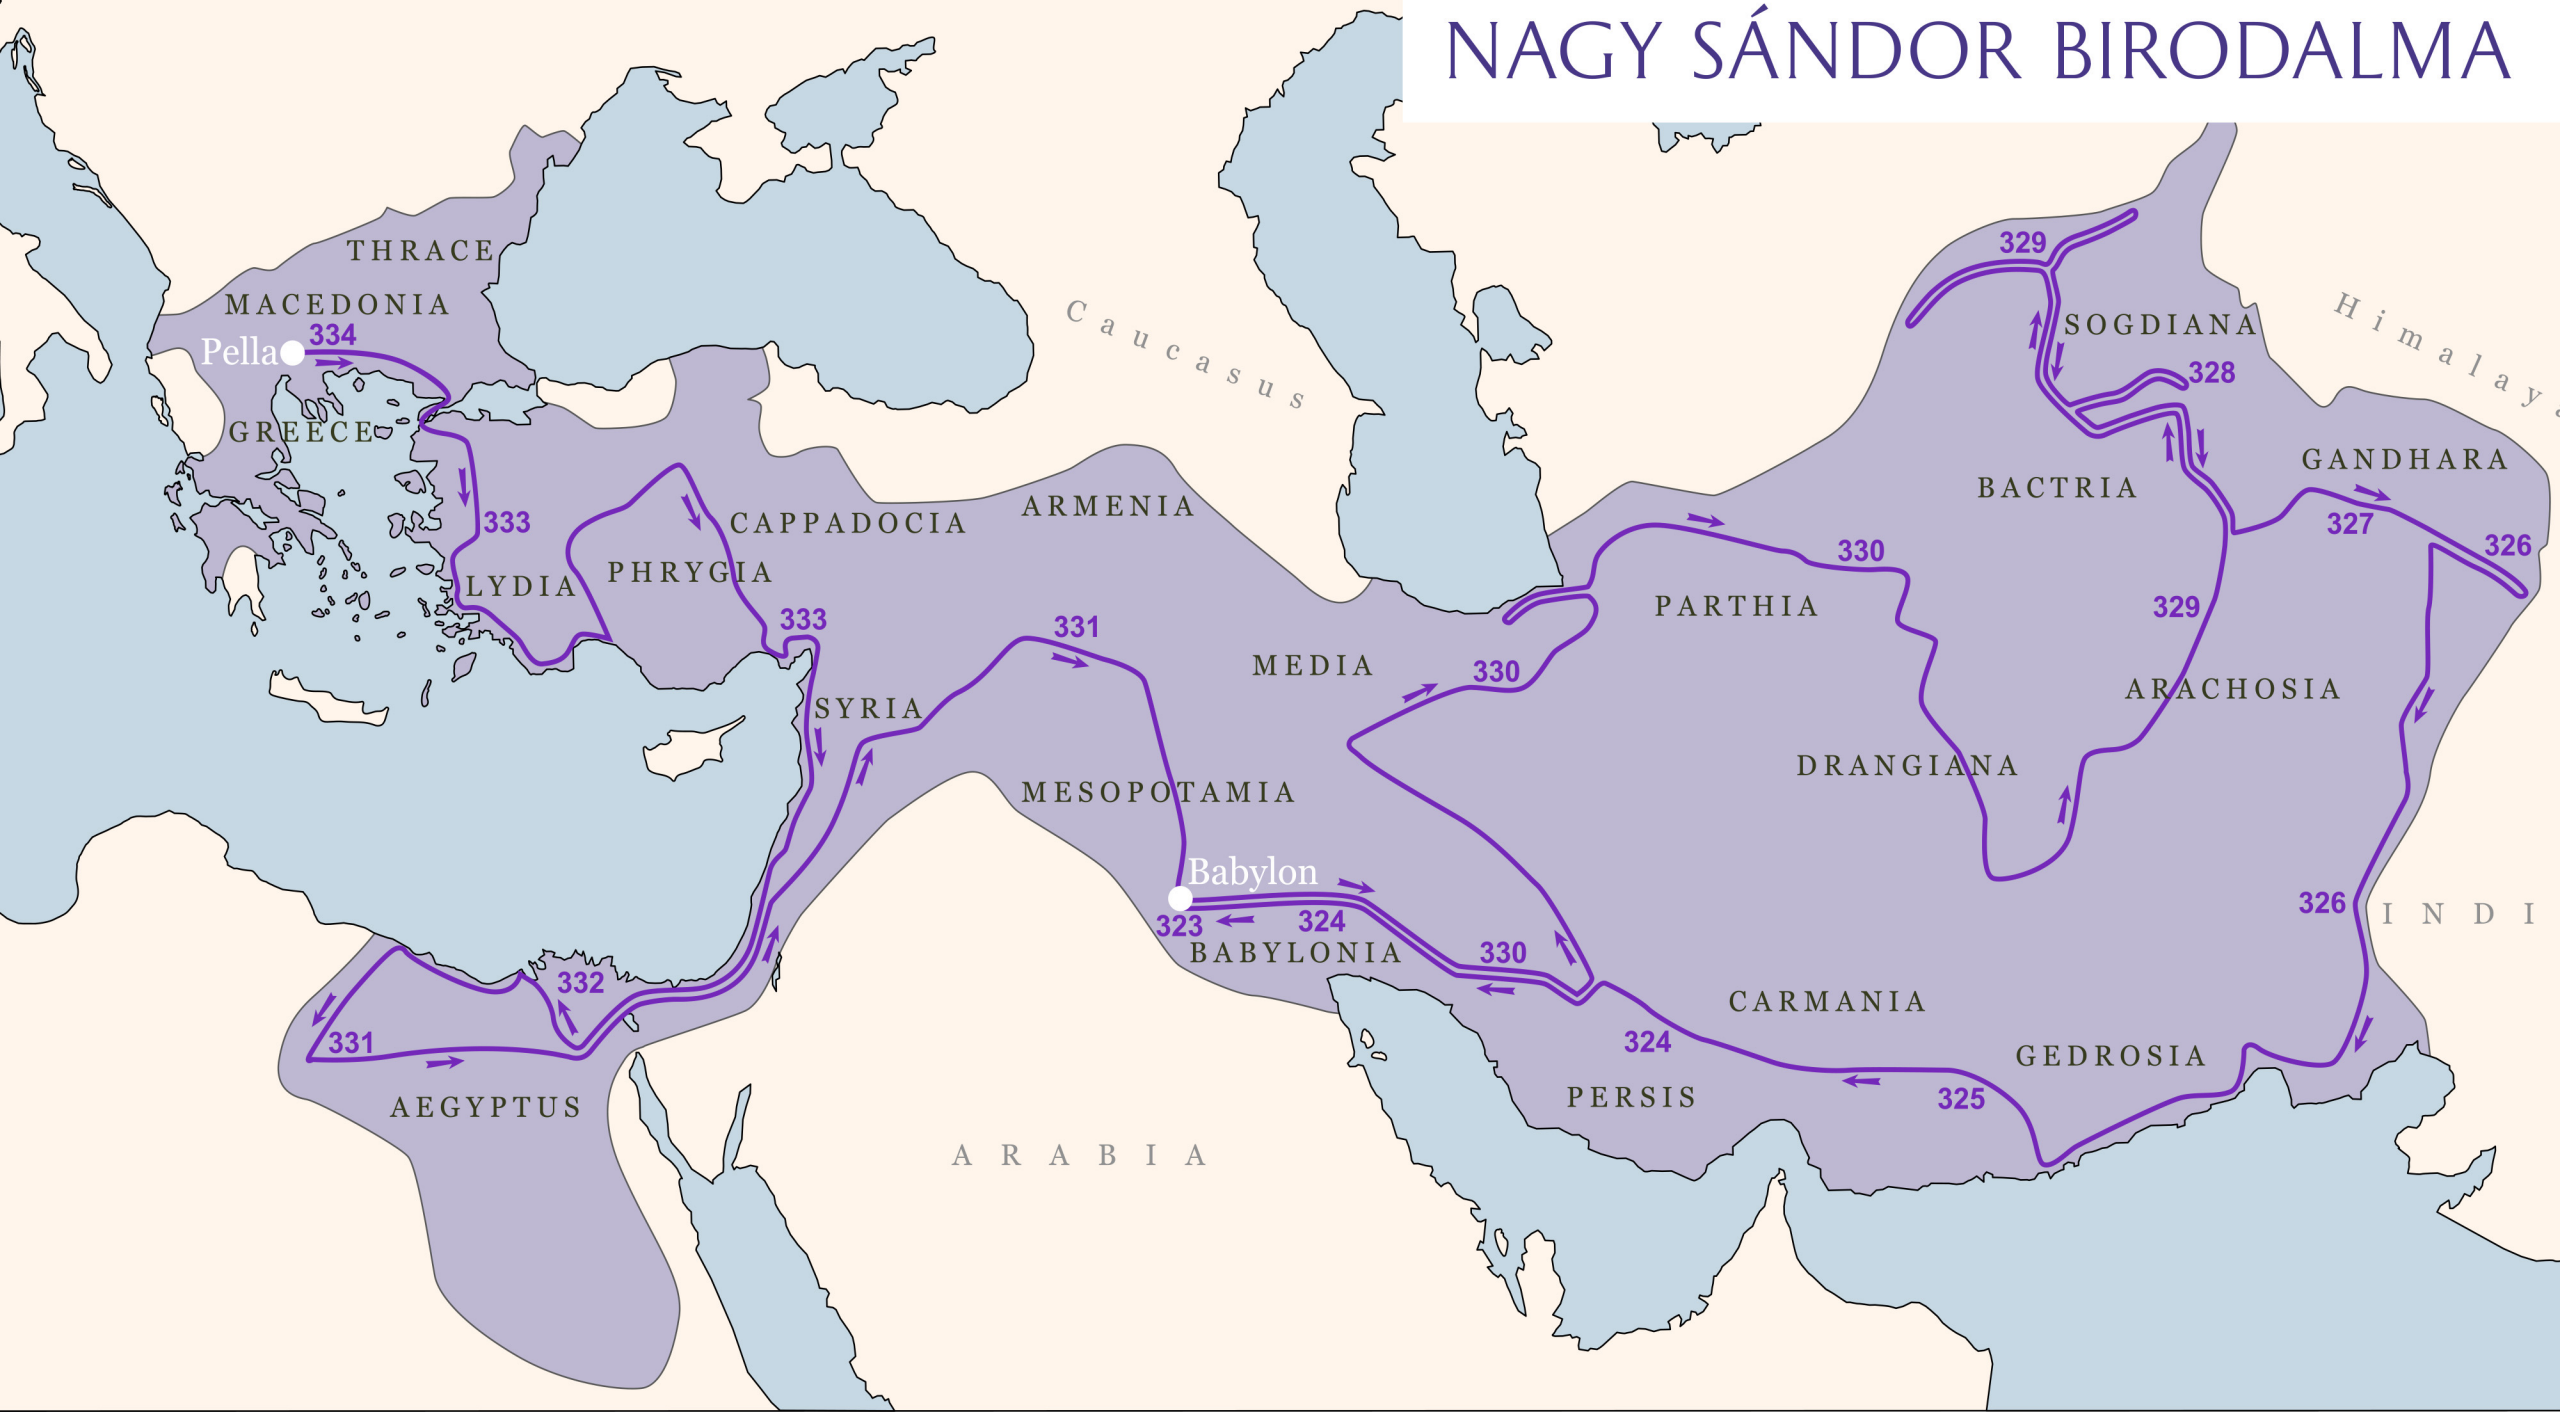 NAGY SÁNDOR BIRODALMA
THRACE
MACEDONIA
Pella
334
GREECE
333
LYDIA
PHRYGIA
CAPPADOCIA
ARMENIA
333
SYRIA
331
MESOPOTAMIA
MEDIA
Caucasus
332
331
AEGYPTUS
ARABIA
Babylon
323
324
BABYLONIA
330
330
330
PARTHIA
329
SOGDIANA
328
BACTRIA
Himalaya
GANDHARA
327
326
329
ARACHOSIA
DRANGIANA
326
INDI
CARMANIA
324
GEDROSIA
325
PERSIS